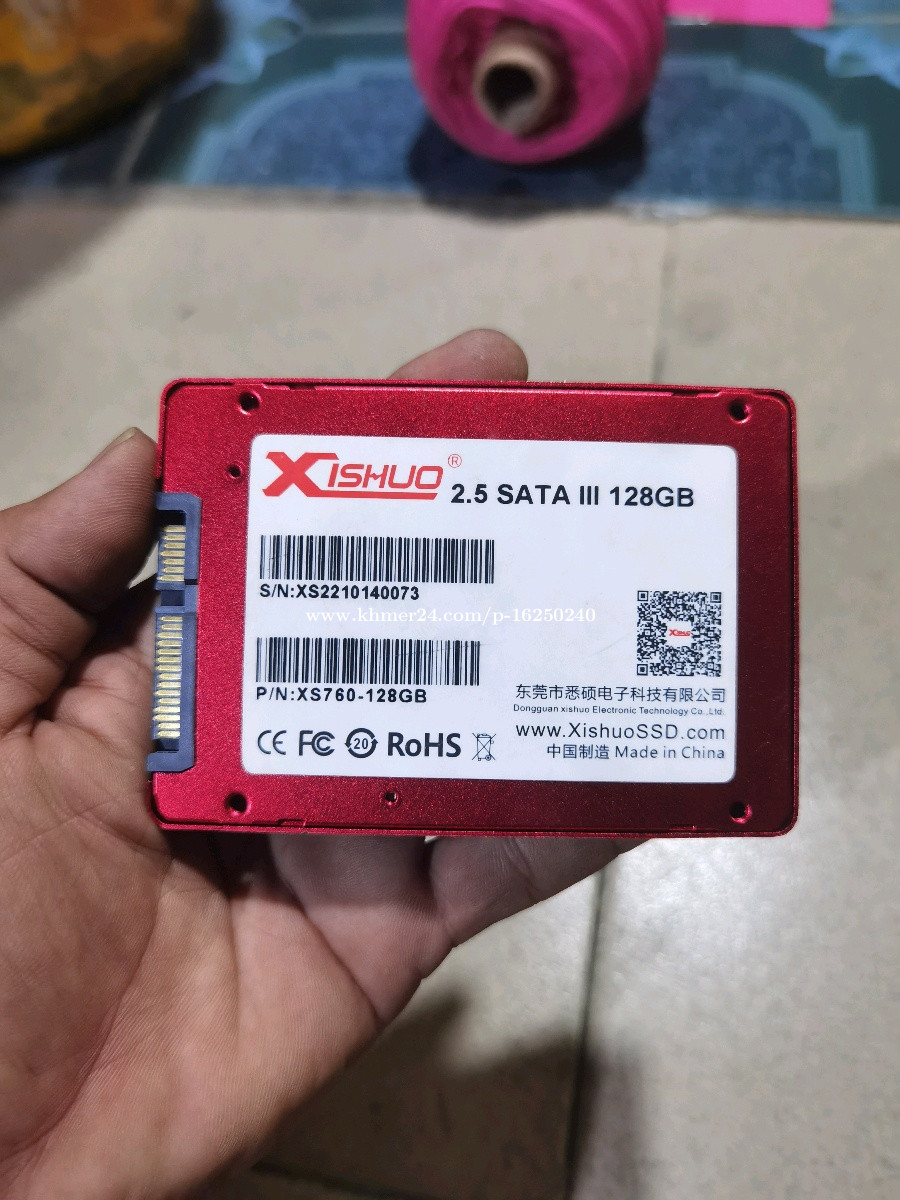 XISHUO®
2.5 SATA III 128GB
S/N:XS2210140073
www.khmer24.com/p-16250240
XISHUO
P/N:XS760-128GB
东莞市悉硕电子科技有限公司
Dongguan xishuo Electronic Technology Co.,Ltd.
www.XishuoSSD.com
CE FC 20 RoHS
中国制造 Made in China